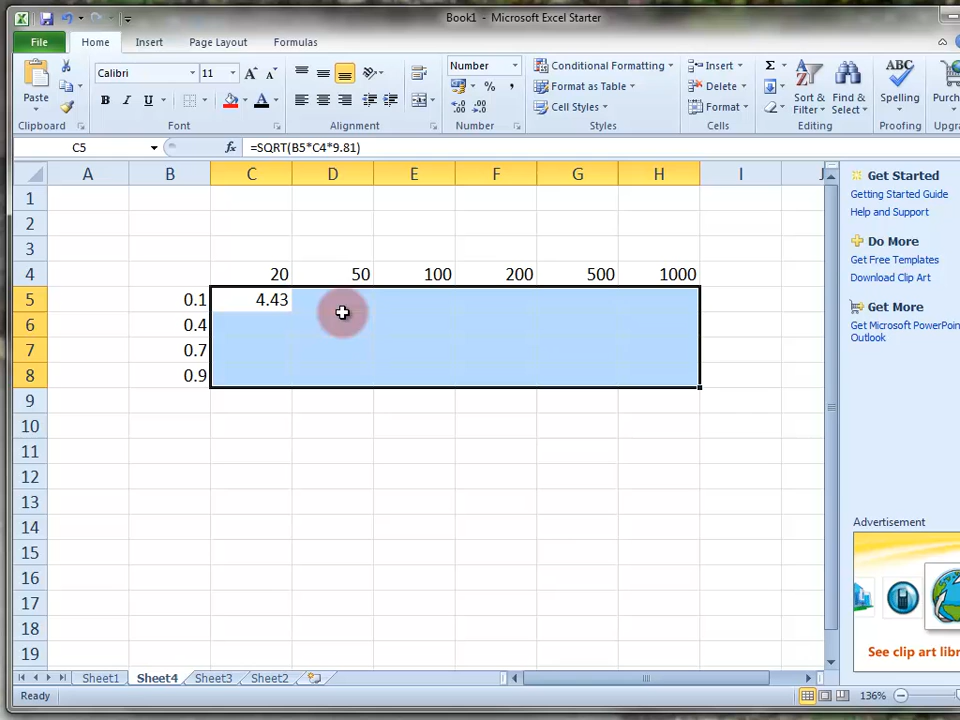 Book1 - Microsoft Excel Starter
File Home Insert Page Layout Formulas
Paste
Clipboard
Calibri 11
B I U A
Font
Alignment
Number
$ % ,
Number
Conditional Formatting
Format as Table
Cell Styles
Styles
Insert
Delete
Format
Cells
Σ
Sort & Filter
Find & Select
Editing
ABC
Spelling
Proofing
Purch
Upgra
C5 fx =SQRT(B5*C4*9.81)
A B C D E F G H I J
1
2
3
4 20 50 100 200 500 1000
5 0.1 4.43
6 0.4
7 0.7
8 0.9
9
10
11
12
13
14
15
16
17
18
19
Get Started
Getting Started Guide
Help and Support
Do More
Get Free Templates
Download Clip Art
Get More
Get Microsoft PowerPoin
Outlook
Advertisement
See clip art libr
Sheet1 Sheet4 Sheet3 Sheet2
Ready 136%